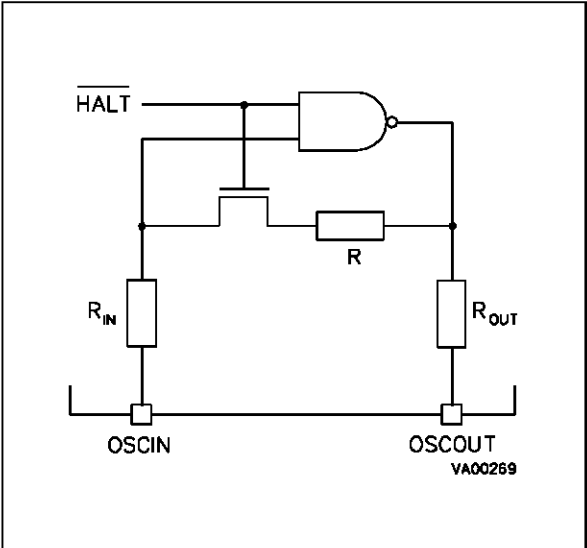 HALT
R
RIN
ROUT
OSCIN
OSCOUT
VA00269